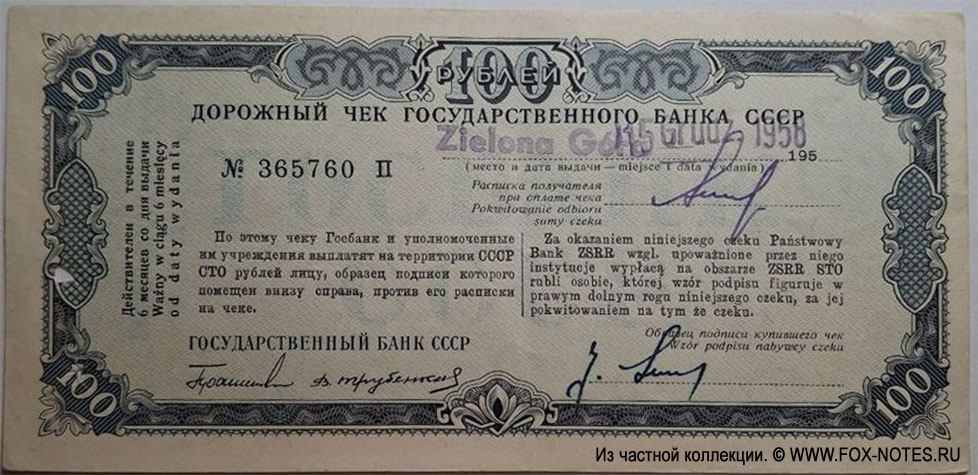 100
100
100
РУБЛЕЙ
ДОРОЖНЫЙ ЧЕК ГОСУДАРСТВЕННОГО БАНКА СССР
Zielona Góra 15 GRUDZ 1958
195
№ 365760 П
(место и дата выдачи — miejsce i data wydania)
Расписка получателя
при оплате чека
Pokwitowanie odbioru
sumy czeku
Действителен в течение
6 месяцев со дня выдачи
Ważny w ciągu 6 miesięcy
od daty wydania
По этому чеку Госбанк и уполномоченные
им учреждения выплатят на территории СССР
СТО рублей лицу, образец подписи которого
помещен внизу справа, против его расписки
на чеке.
Za okazaniem niniejszego czeku Państwowy
Bank ZSRR wzgl. upoważnione przez niego
instytucje wypłacą na obszarze ZSRR STO
rubli osobie, której wzór podpisu figuruje w
prawym dolnym rogu niniejszego czeku, za jej
pokwitowaniem na tym że czeku.
ГОСУДАРСТВЕННЫЙ БАНК СССР
Образец подписи купившего чек
Wzór podpisu nabywcy czeku
100
100
Из частной коллекции. © WWW.FOX-NOTES.RU